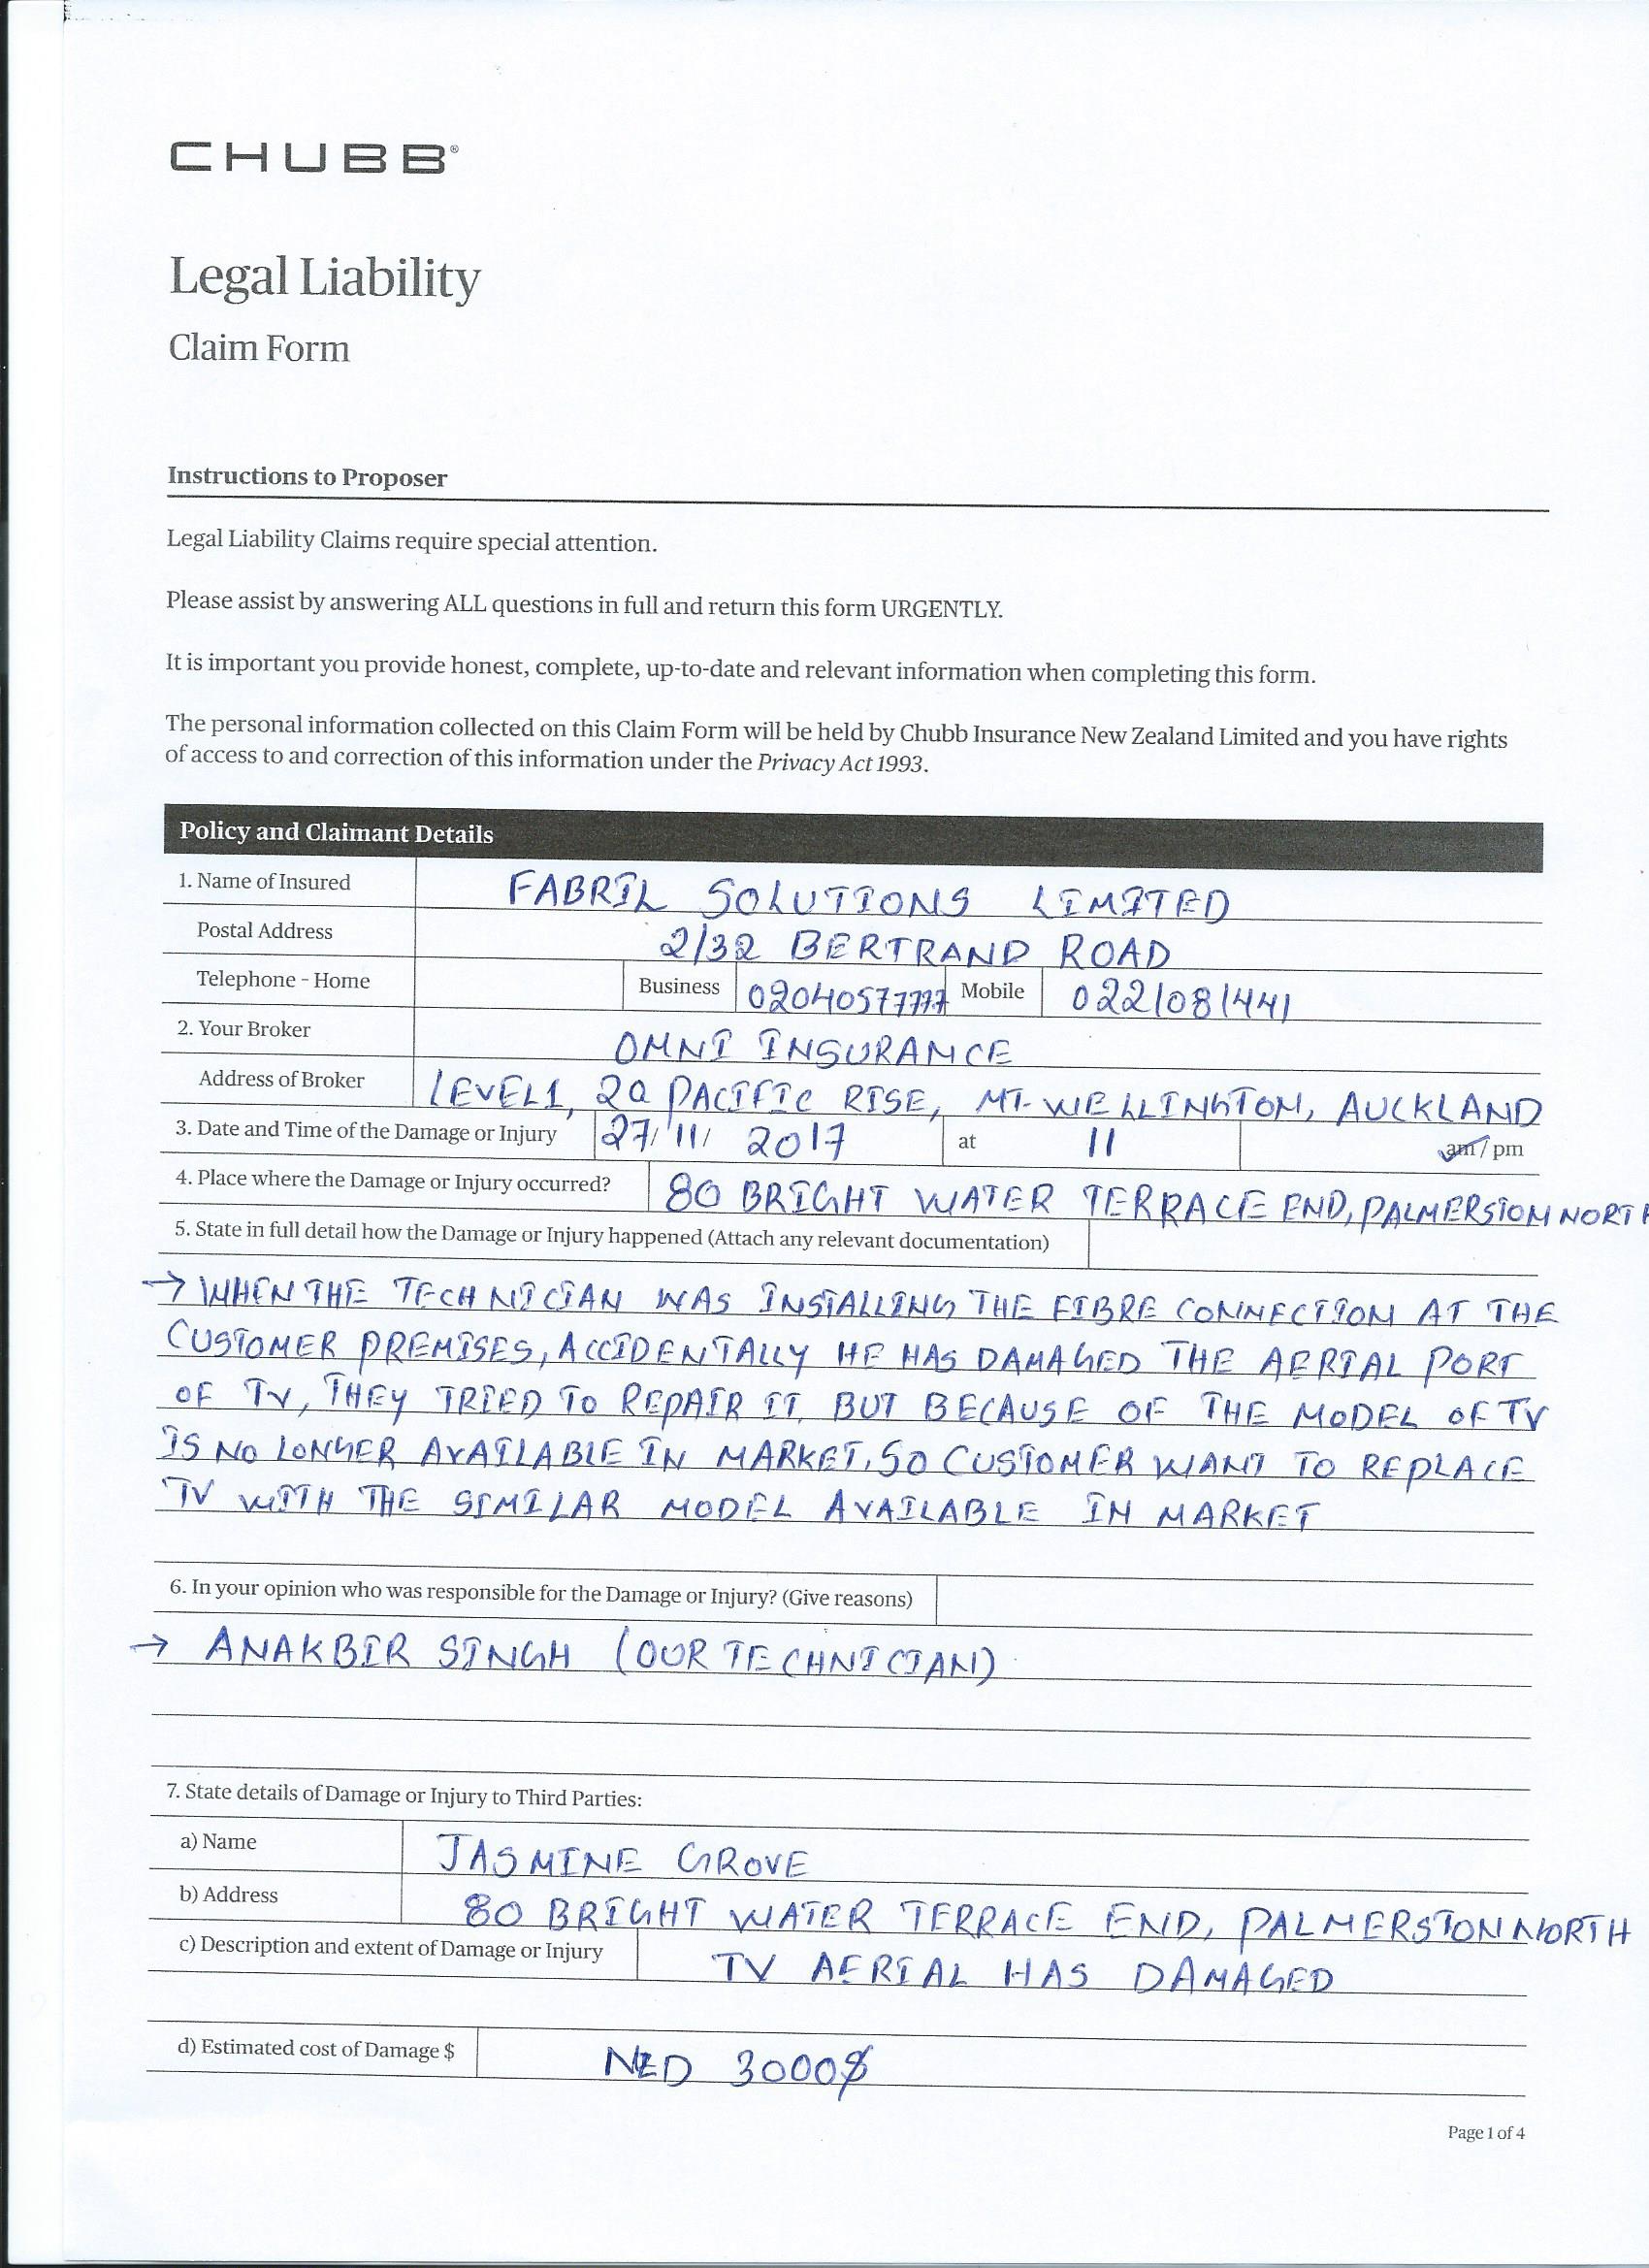 CHUBB®
Legal Liability
Claim Form
Instructions to Proposer
Legal Liability Claims require special attention.
Please assist by answering ALL questions in full and return this form URGENTLY.
It is important you provide honest, complete, up-to-date and relevant information when completing this form.
The personal information collected on this Claim Form will be held by Chubb Insurance New Zealand Limited and you have rights
of access to and correction of this information under the Privacy Act 1993.
Policy and Claimant Details
1. Name of Insured FABRIL SOLUTIONS LIMITED
Postal Address 2/32 BERTRAND ROAD
Telephone - Home Business 02040577777 Mobile 0221081441
2. Your Broker OMNI INSURANCE
Address of Broker LEVEL1, 2Q PACIFIC RISE, MT. WELLINGTON, AUCKLAND
3. Date and Time of the Damage or Injury 27/11/ 2017 at 11 am / pm
4. Place where the Damage or Injury occurred? 80 BRIGHT WATER TERRACE END, PALMERSTON NORTH
5. State in full detail how the Damage or Injury happened (Attach any relevant documentation)
→ WHEN THE TECHNICIAN WAS INSTALLING THE FIBRE CONNECTION AT THE
CUSTOMER PREMISES, ACCIDENTALLY HE HAS DAMAGED THE AERIAL PORT
OF TV, THEY TRIED TO REPAIR IT. BUT BECAUSE OF THE MODEL OF TV
IS NO LONGER AVAILABLE IN MARKET. SO CUSTOMER WANT TO REPLACE
TV WITH THE SIMILAR MODEL AVAILABLE IN MARKET
6. In your opinion who was responsible for the Damage or Injury? (Give reasons)
→ ANAKBIR SINGH (OUR TECHNICIAN)
7. State details of Damage or Injury to Third Parties:
a) Name JASMINE GROVE
b) Address 80 BRIGHT WATER TERRACE END, PALMERSTON NORTH
c) Description and extent of Damage or Injury TV AERIAL HAS DAMAGED
d) Estimated cost of Damage $ NZD 3000$
Page 1 of 4